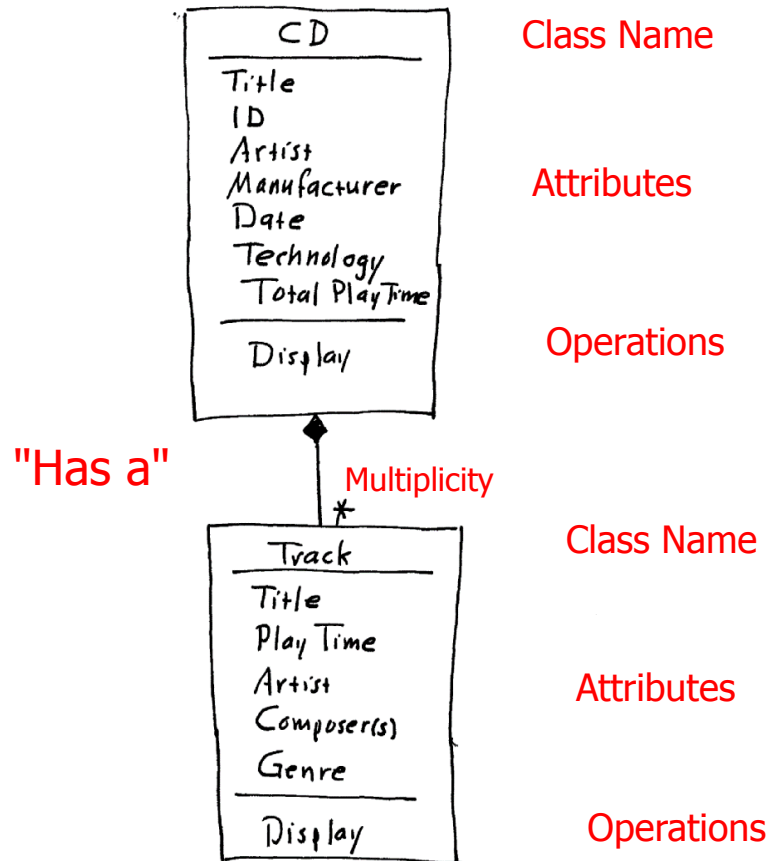 CD
Class Name
Title
ID
Artist
Manufacturer
Attributes
Date
Technology
Total PlayTime
Operations
Display
"Has a"
Multiplicity
*
Class Name
Track
Title
Play Time
Artist
Attributes
Composer(s)
Genre
Display
Operations